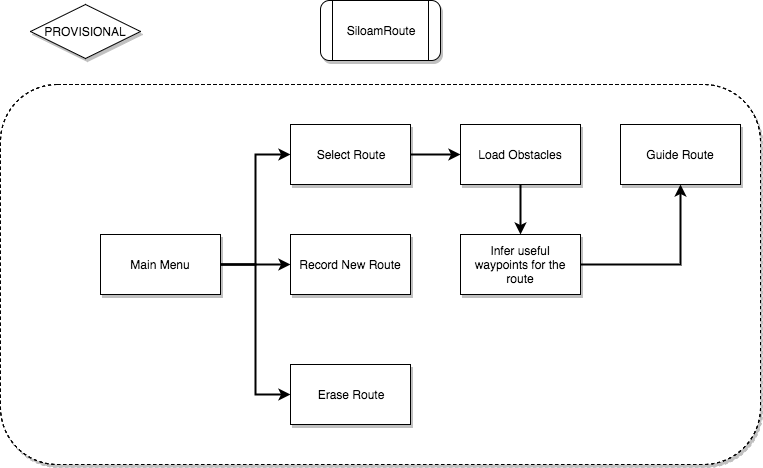 PROVISIONAL
SiloamRoute
Select Route
Load Obstacles
Guide Route
Main Menu
Record New Route
Infer useful
waypoints for the
route
Erase Route